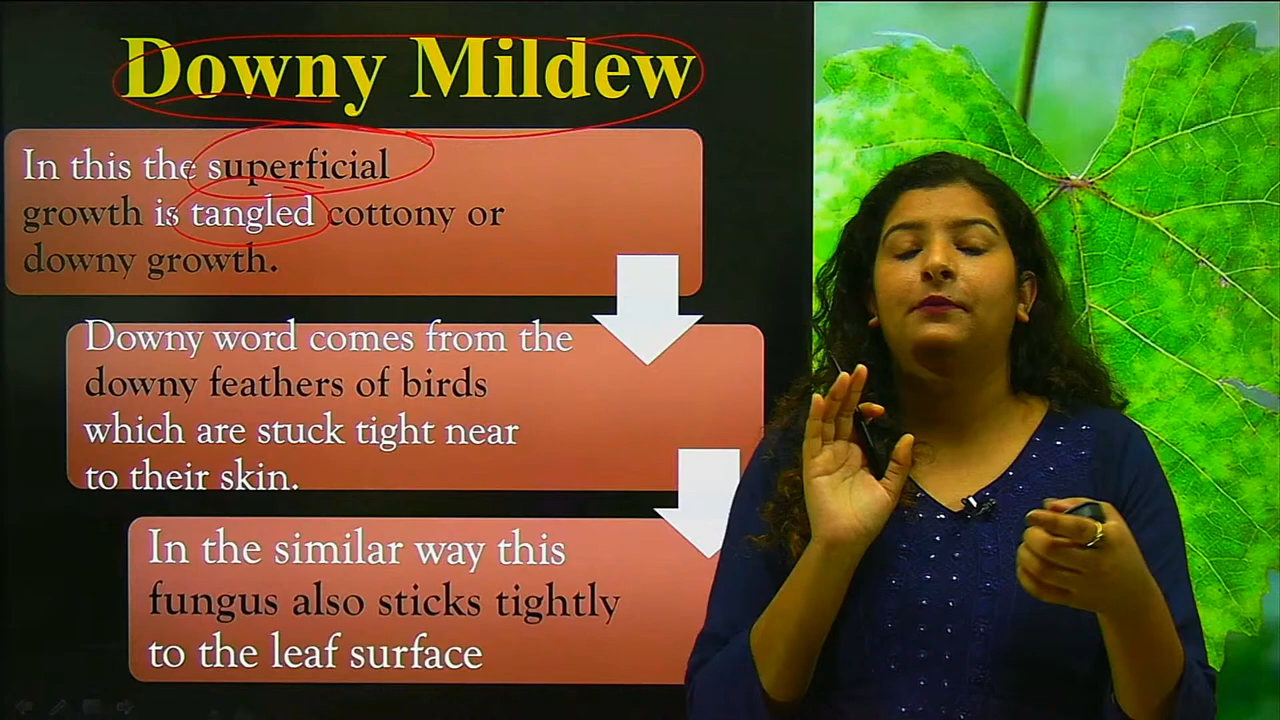 Downy Mildew
In this the superficial
growth is tangled cottony or
downy growth.
Downy word comes from the
downy feathers of birds
which are stuck tight near
to their skin.
In the similar way this
fungus also sticks tightly
to the leaf surface